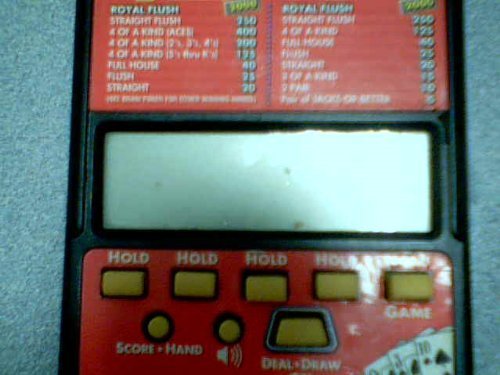 ROYAL FLUSH 2000
STRAIGHT FLUSH 250
4 OF A KIND (ACES) 400
4 OF A KIND (2's, 3's, 4's) 200
4 OF A KIND (5's thru K's) 125
FULL HOUSE 40
FLUSH 25
STRAIGHT 20
ROYAL FLUSH 2000
STRAIGHT FLUSH 250
4 OF A KIND 125
FULL HOUSE 40
FLUSH 25
STRAIGHT 20
3 OF A KIND 15
2 PAIR 10
Pair of JACKS OR BETTER 5
HOLD HOLD HOLD HOLD
GAME
SCORE • HAND
DEAL • DRAW